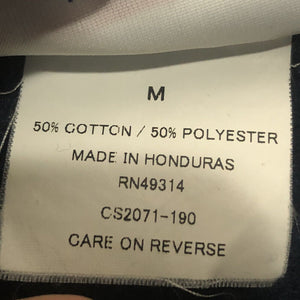 M
50% COTTON / 50% POLYESTER
MADE IN HONDURAS
RN49314
CS2071-190
CARE ON REVERSE